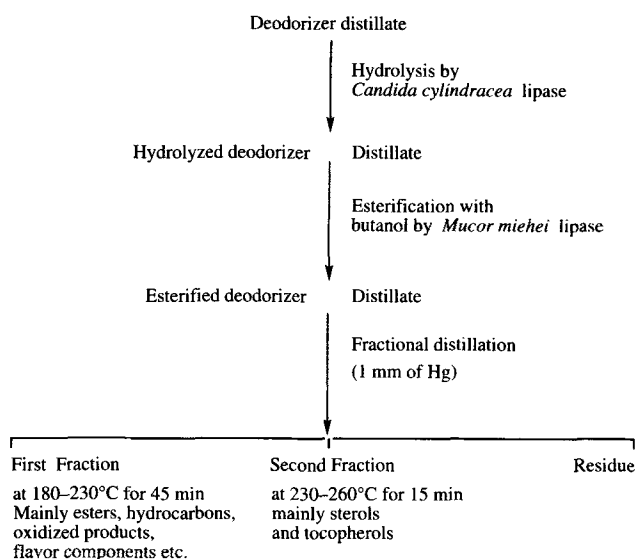 Deodorizer distillate
Hydrolysis by
Candida cylindracea lipase
Hydrolyzed deodorizer Distillate
Esterification with
butanol by Mucor miehei lipase
Esterified deodorizer Distillate
Fractional distillation
(1 mm of Hg)
First Fraction
at 180–230°C for 45 min
Mainly esters, hydrocarbons,
oxidized products,
flavor components etc.
Second Fraction
at 230–260°C for 15 min
mainly sterols
and tocopherols
Residue